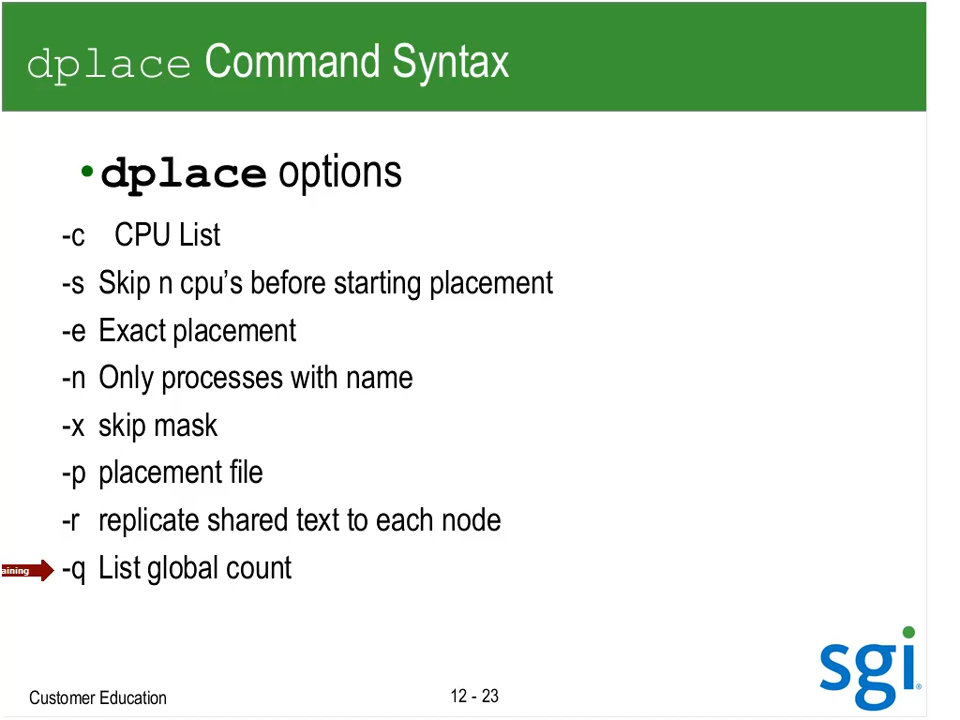 dplace Command Syntax
•dplace options
-c CPU List
-s Skip n cpu’s before starting placement
-e Exact placement
-n Only processes with name
-x skip mask
-p placement file
-r replicate shared text to each node
aining -q List global count
sgi®
Customer Education 12 - 23